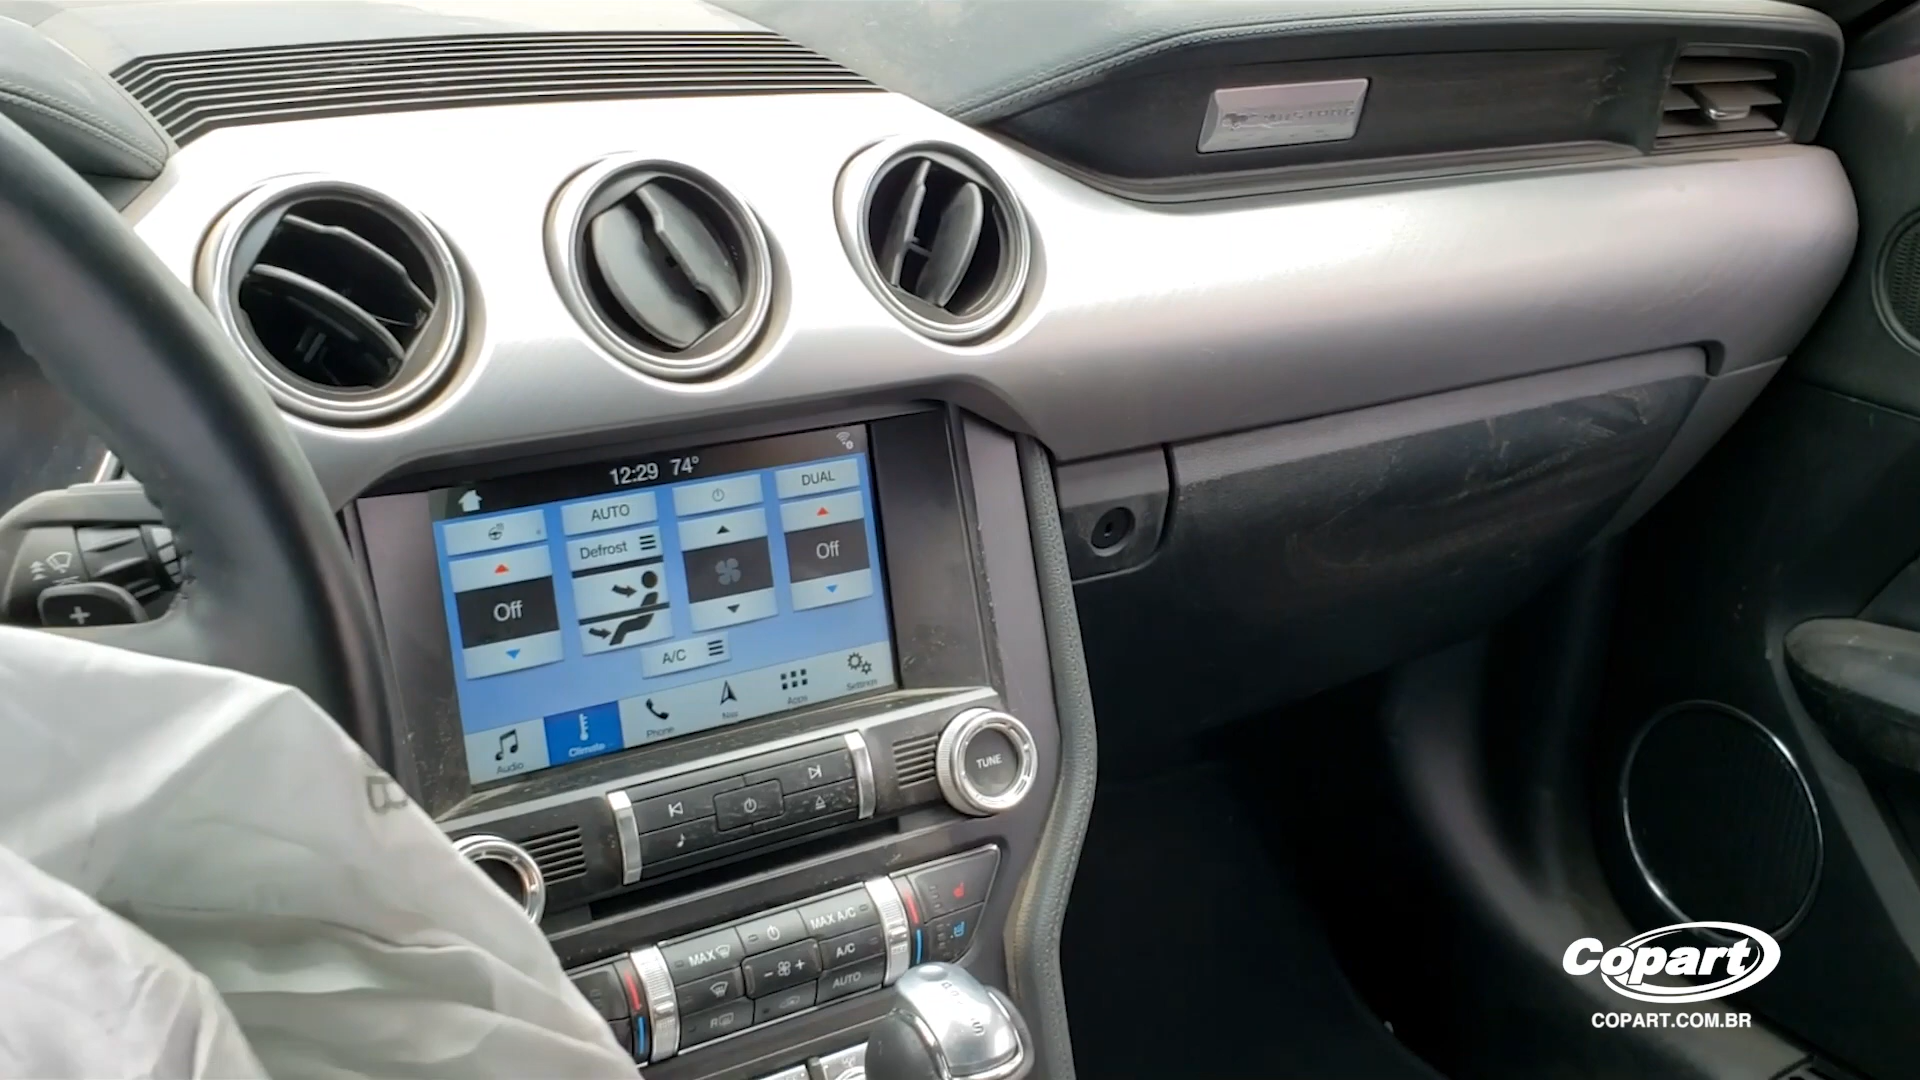 MUSTANG
12:29 74°
DUAL
AUTO
Defrost
Off
Off
A/C
Audio
Climate
Phone
Nav
Apps
Settings
TUNE
MAX
MAX A/C
A/C
- +
AUTO
R
+
Copart
COPART.COM.BR